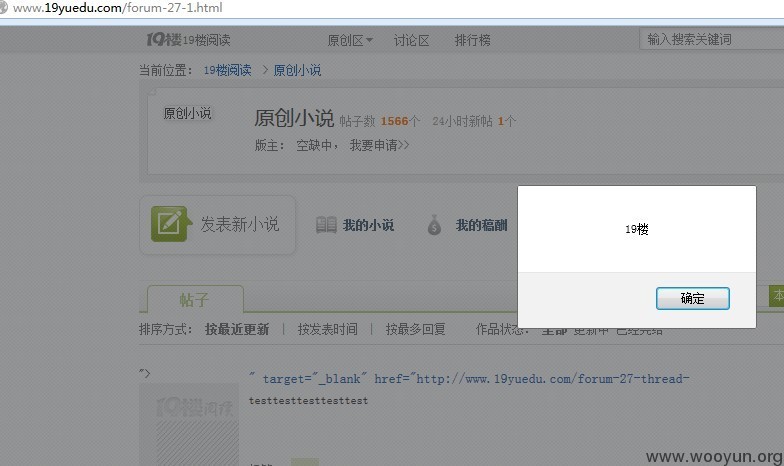 www.19yuedu.com/forum-27-1.html
19楼 19楼阅读 原创区 讨论区 排行榜 输入搜索关键词
当前位置： 19楼阅读 > 原创小说
原创小说
原创小说 帖子数 1566个 24小时新帖 1个
版主： 空缺中， 我要申请>>
发表新小说 我的小说 我的稿酬
19楼
确定
帖子
本
排序方式： 按最近更新 | 按发表时间 | 按最多回复 作品状态： 全部 更新中 已经完结
">
" target="_blank" href="http://www.19yuedu.com/forum-27-thread-
testtesttesttesttest
19楼阅读
www.wooyun.org